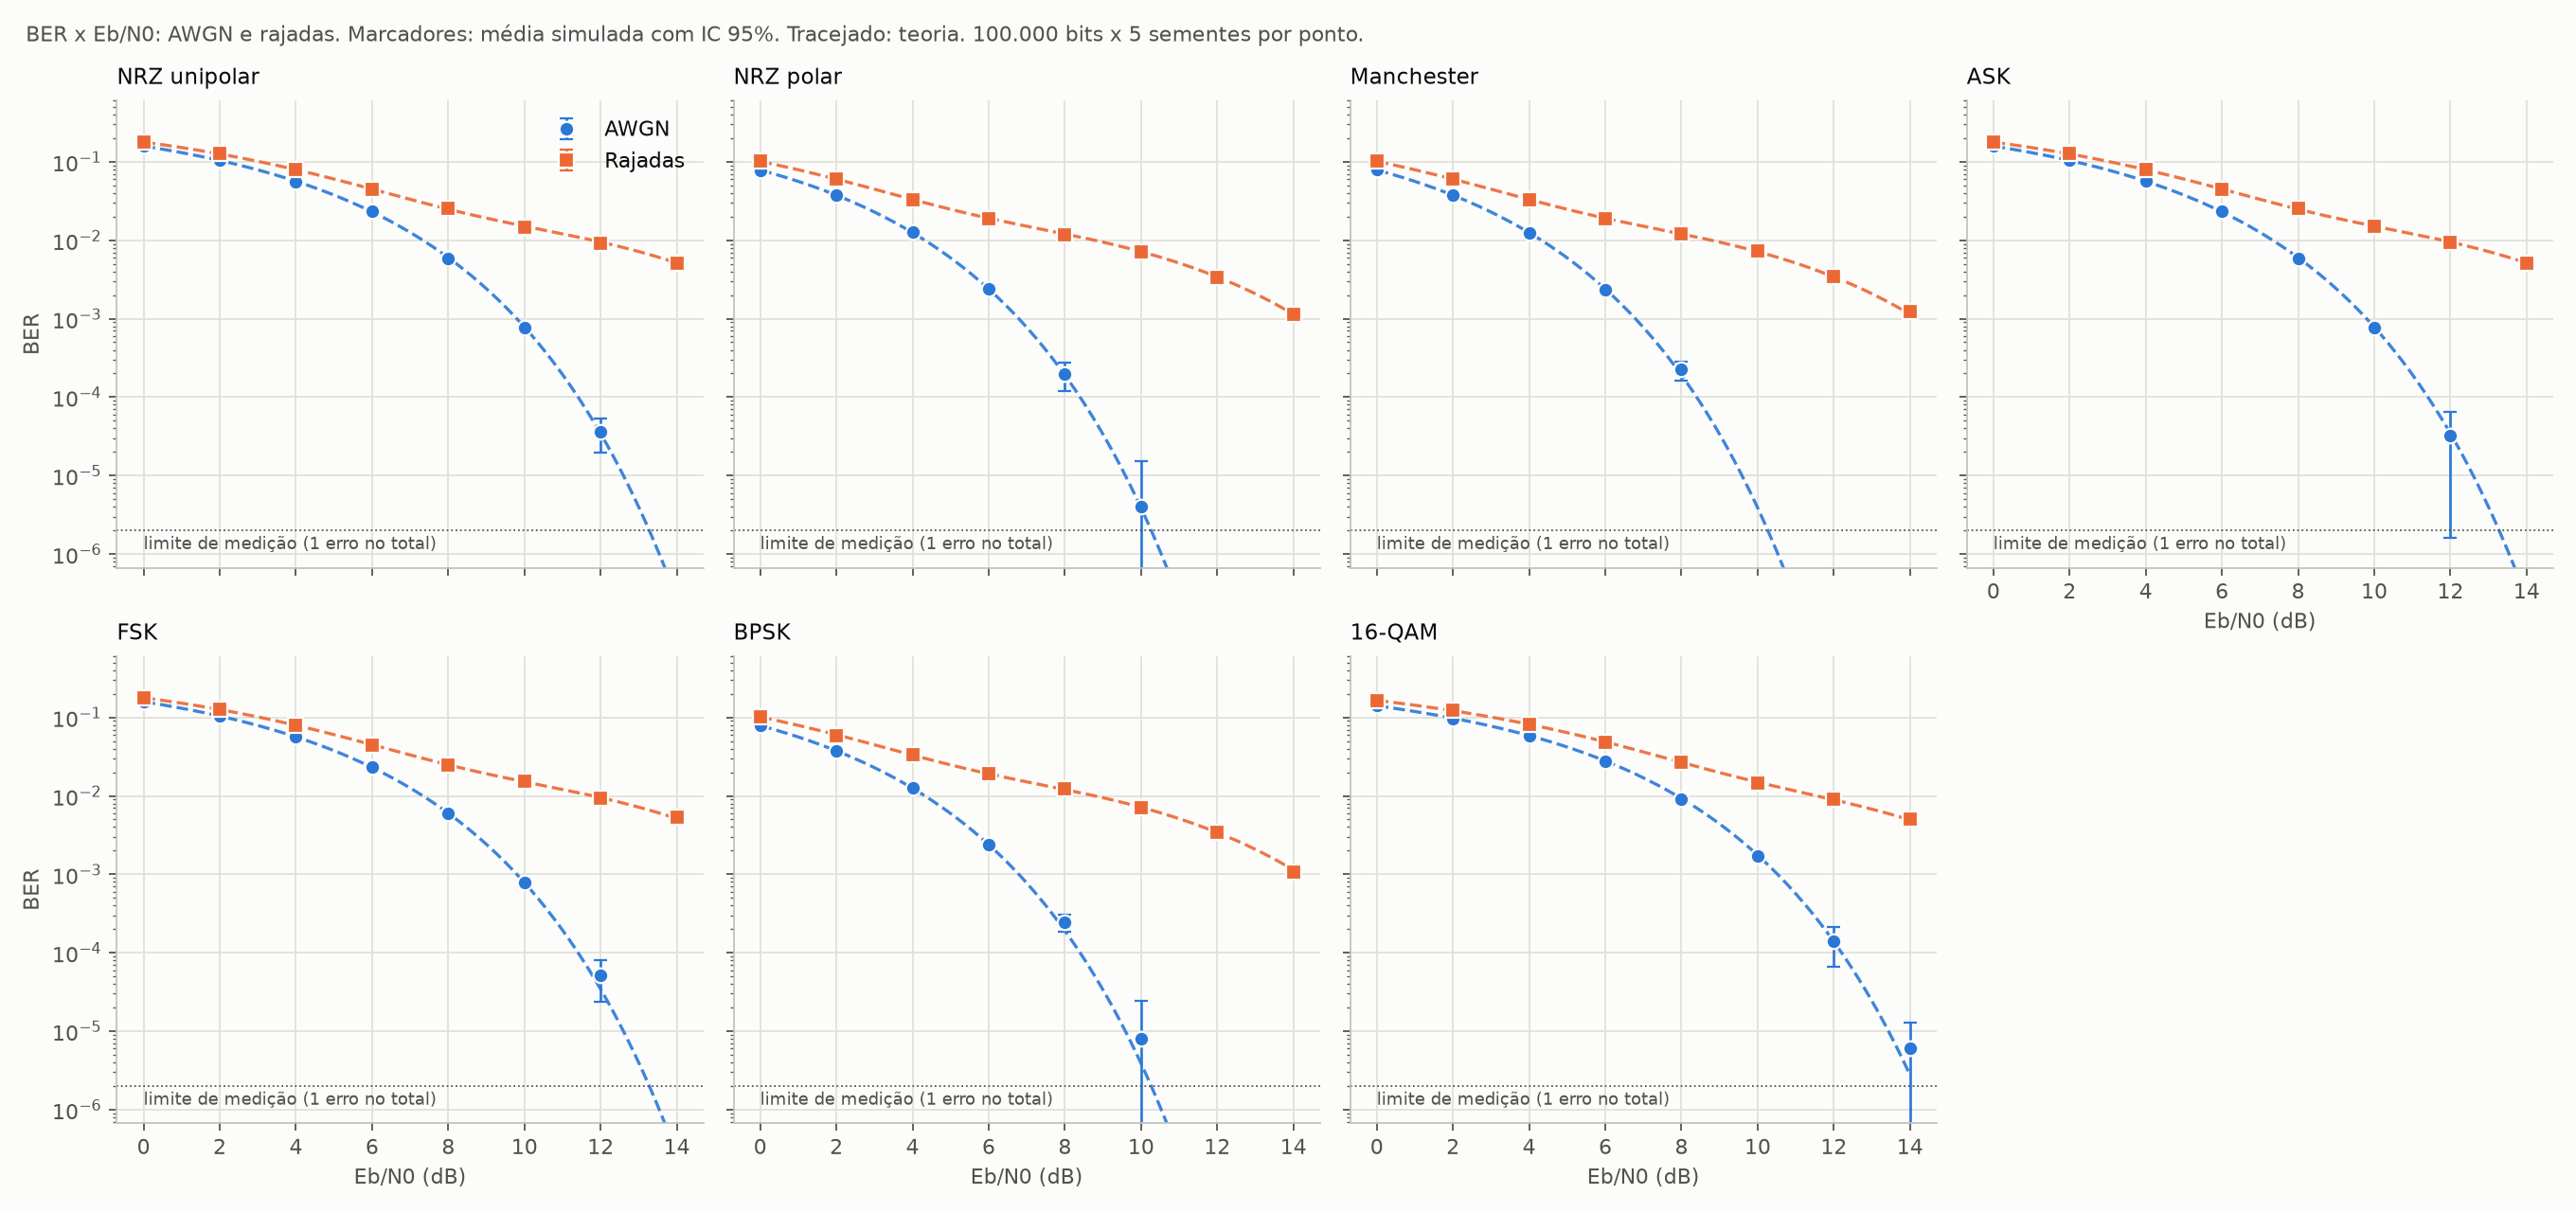 BER x Eb/N0: AWGN e rajadas. Marcadores: média simulada com IC 95%. Tracejado: teoria. 100.000 bits x 5 sementes por ponto.
NRZ unipolar
NRZ polar
Manchester
ASK
AWGN
Rajadas
10⁻¹
10⁻²
10⁻³
10⁻⁴
10⁻⁵
10⁻⁶
BER
limite de medição (1 erro no total)
limite de medição (1 erro no total)
limite de medição (1 erro no total)
limite de medição (1 erro no total)
0 2 4 6 8 10 12 14
Eb/N0 (dB)
FSK
BPSK
16-QAM
10⁻¹
10⁻²
10⁻³
10⁻⁴
10⁻⁵
10⁻⁶
BER
limite de medição (1 erro no total)
limite de medição (1 erro no total)
limite de medição (1 erro no total)
0 2 4 6 8 10 12 14
0 2 4 6 8 10 12 14
0 2 4 6 8 10 12 14
Eb/N0 (dB)
Eb/N0 (dB)
Eb/N0 (dB)